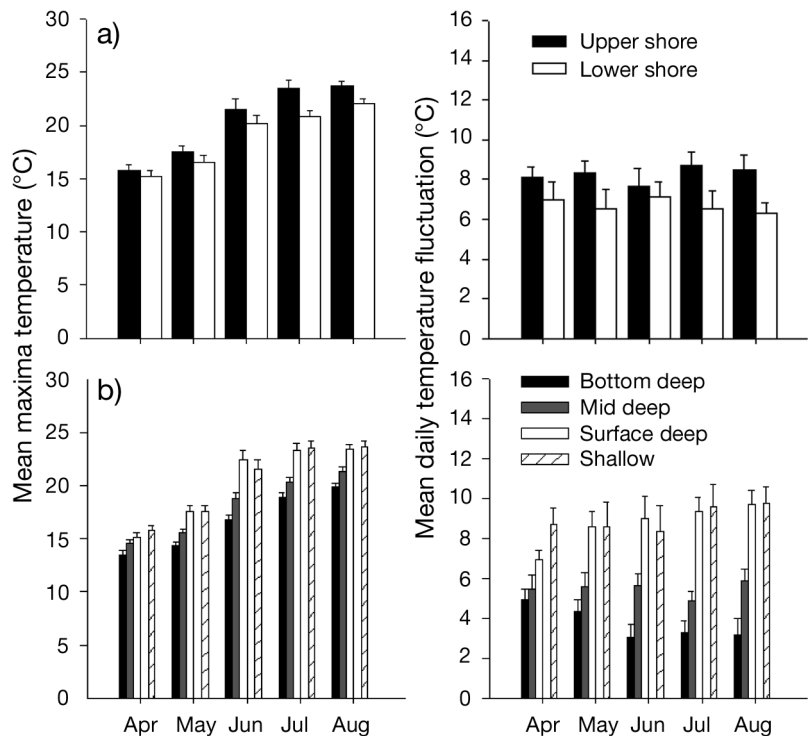 a)
Mean maxima temperature (°C)
30
25
20
15
10
5
0
Mean daily temperature fluctuation (°C)
16
14
12
10
8
6
4
2
0
Upper shore
Lower shore
b)
30
25
20
15
10
5
0
Apr May Jun Jul Aug
16
14
12
10
8
6
4
2
0
Bottom deep
Mid deep
Surface deep
Shallow
Apr May Jun Jul Aug